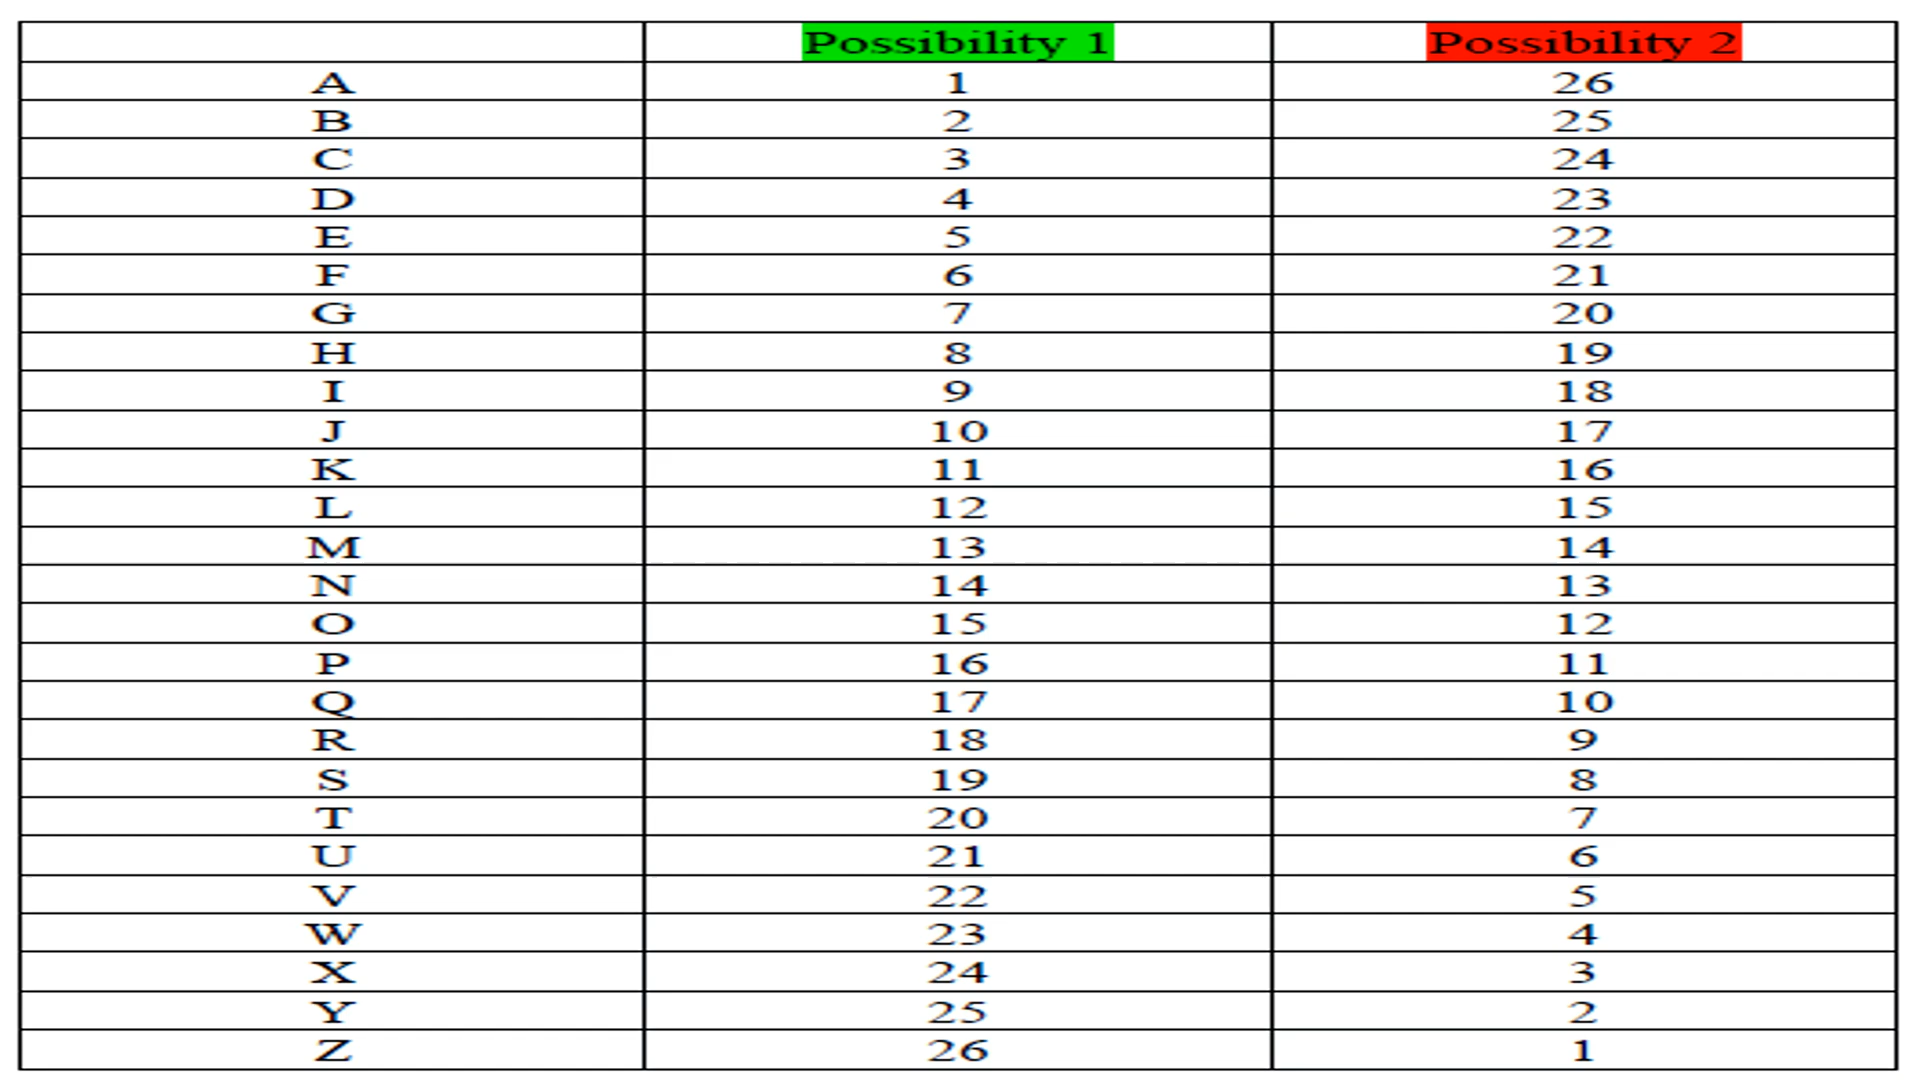 Possibility 1 Possibility 2
A 1 26
B 2 25
C 3 24
D 4 23
E 5 22
F 6 21
G 7 20
H 8 19
I 9 18
J 10 17
K 11 16
L 12 15
M 13 14
N 14 13
O 15 12
P 16 11
Q 17 10
R 18 9
S 19 8
T 20 7
U 21 6
V 22 5
W 23 4
X 24 3
Y 25 2
Z 26 1